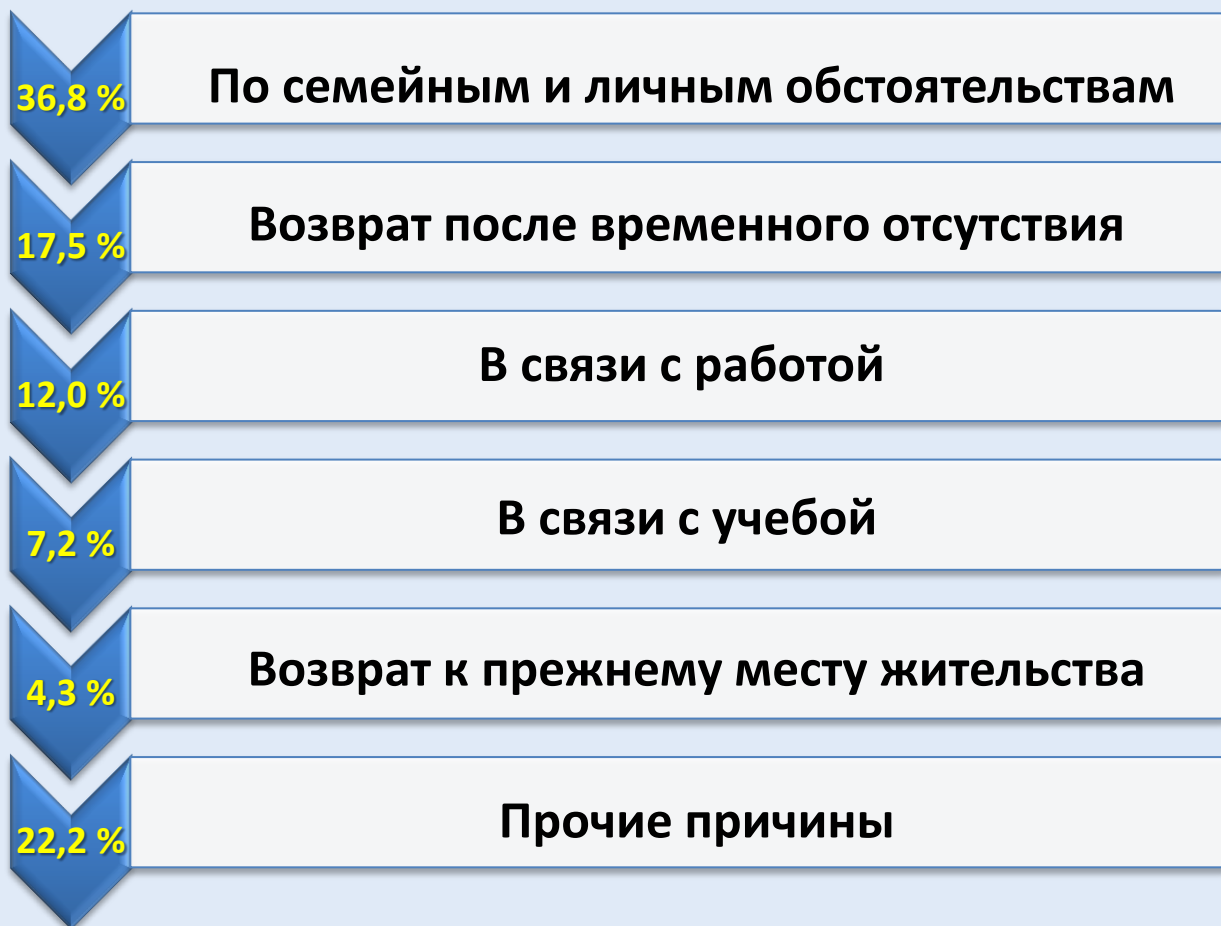 36,8 %
По семейным и личным обстоятельствам
17,5 %
Возврат после временного отсутствия
12,0 %
В связи с работой
7,2 %
В связи с учебой
4,3 %
Возврат к прежнему месту жительства
22,2 %
Прочие причины